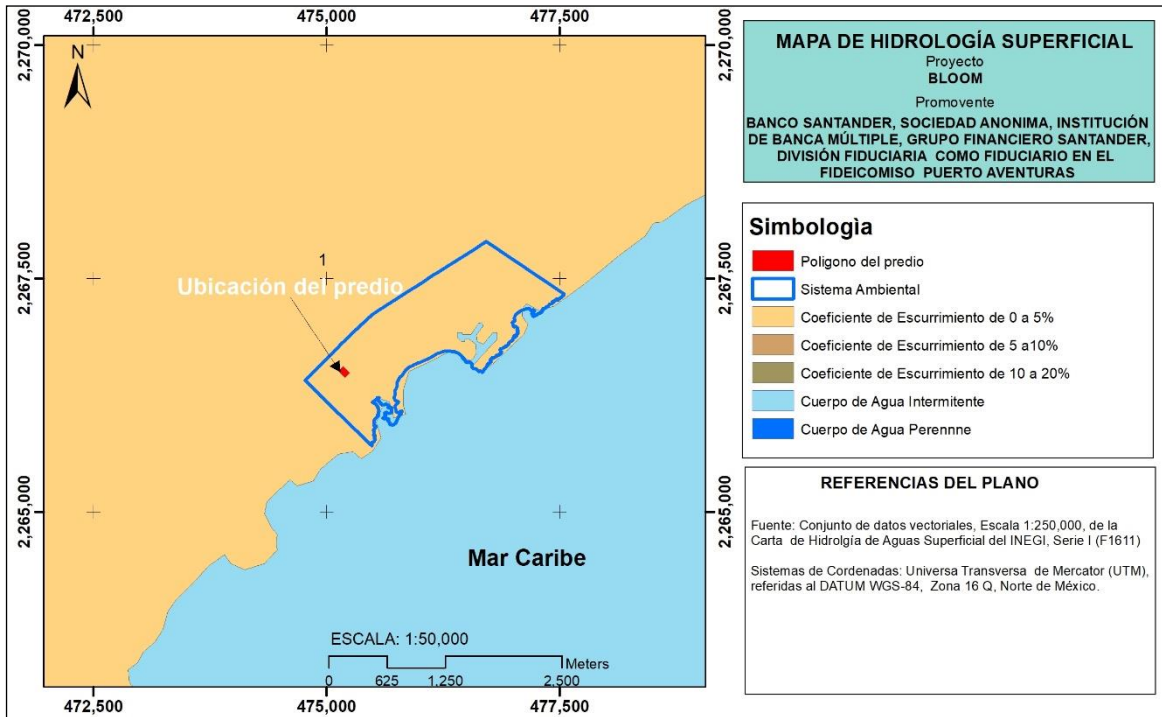 472,500 475,000 477,500
2,270,000 2,270,000
N
2,267,500 2,267,500
1
Ubicación del predio
2,265,000 2,265,000
Mar Caribe
ESCALA: 1:50,000
Meters
0 625 1,250 2,500
472,500 475,000 477,500
MAPA DE HIDROLOGÍA SUPERFICIAL
Proyecto
BLOOM
Promovente
BANCO SANTANDER, SOCIEDAD ANONIMA, INSTITUCIÓN
DE BANCA MÚLTIPLE, GRUPO FINANCIERO SANTANDER,
DIVISIÓN FIDUCIARIA COMO FIDUCIARIO EN EL
FIDEICOMISO PUERTO AVENTURAS
Simbologìa
Poligono del predio
Sistema Ambiental
Coeficiente de Escurrimiento de 0 a 5%
Coeficiente de Escurrimiento de 5 a10%
Coeficiente de Escurrimiento de 10 a 20%
Cuerpo de Agua Intermitente
Cuerpo de Agua Perennne
REFERENCIAS DEL PLANO
Fuente: Conjunto de datos vectoriales, Escala 1:250,000, de la
Carta de Hidrolgía de Aguas Superficial del INEGI, Serie I (F1611)
Sistemas de Cordenadas: Universa Transversa de Mercator (UTM),
referidas al DATUM WGS-84, Zona 16 Q, Norte de México.